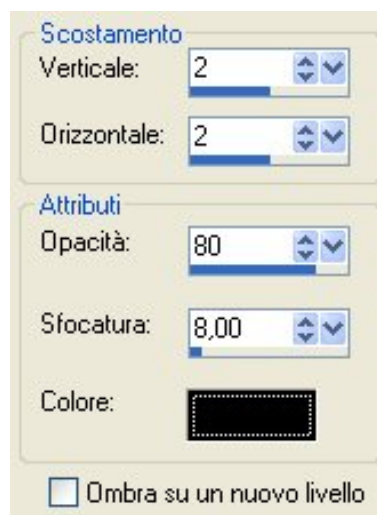 Scostamento
Verticale: 2
Orizzontale: 2
Attributi
Opacità: 80
Sfocatura: 8,00
Colore:
Ombra su un nuovo livello